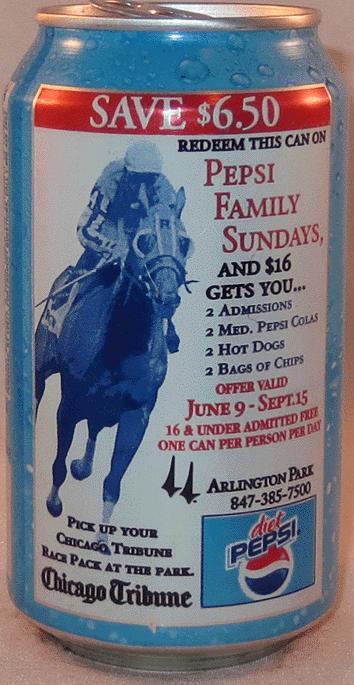 SAVE $6.50
REDEEM THIS CAN ON
PEPSI
FAMILY
SUNDAYS,
AND $16
GETS YOU...
2 ADMISSIONS
2 MED. PEPSI COLAS
2 HOT DOGS
2 BAGS OF CHIPS
OFFER VALID
JUNE 9 - SEPT.15
16 & UNDER ADMITTED FREE
ONE CAN PER PERSON PER DAY
ARLINGTON PARK
847-385-7500
PICK UP YOUR
CHICAGO TRIBUNE
RACE PACK AT THE PARK.
Chicago Tribune
diet
PEPSI